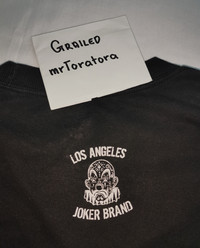 GRAILED
mrToratora
LOS ANGELES
JOKER BRAND